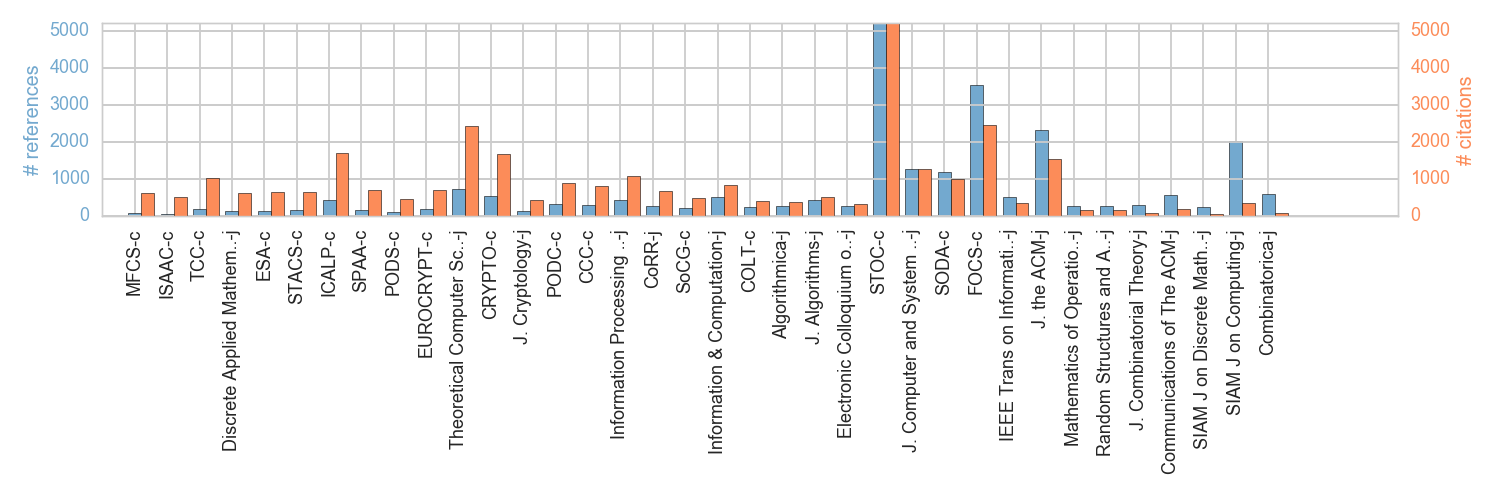 # references
5000
4000
3000
2000
1000
0
5000
4000
3000
2000
1000
0
# citations
MFCS-c
ISAAC-c
TCC-c
Discrete Applied Mathem..-j
ESA-c
STACS-c
ICALP-c
SPAA-c
PODS-c
EUROCRYPT-c
Theoretical Computer Sc..-j
CRYPTO-c
J. Cryptology-j
PODC-c
CCC-c
Information Processing ..-j
CoRR-j
SoCG-c
Information & Computation-j
COLT-c
Algorithmica-j
J. Algorithms-j
Electronic Colloquium o..-j
STOC-c
J. Computer and System ..-j
SODA-c
FOCS-c
IEEE Trans on Informati..-j
J. the ACM-j
Mathematics of Operatio..-j
Random Structures and A..-j
J. Combinatorial Theory-j
Communications of The ACM-j
SIAM J on Discrete Math..-j
SIAM J on Computing-j
Combinatorica-j